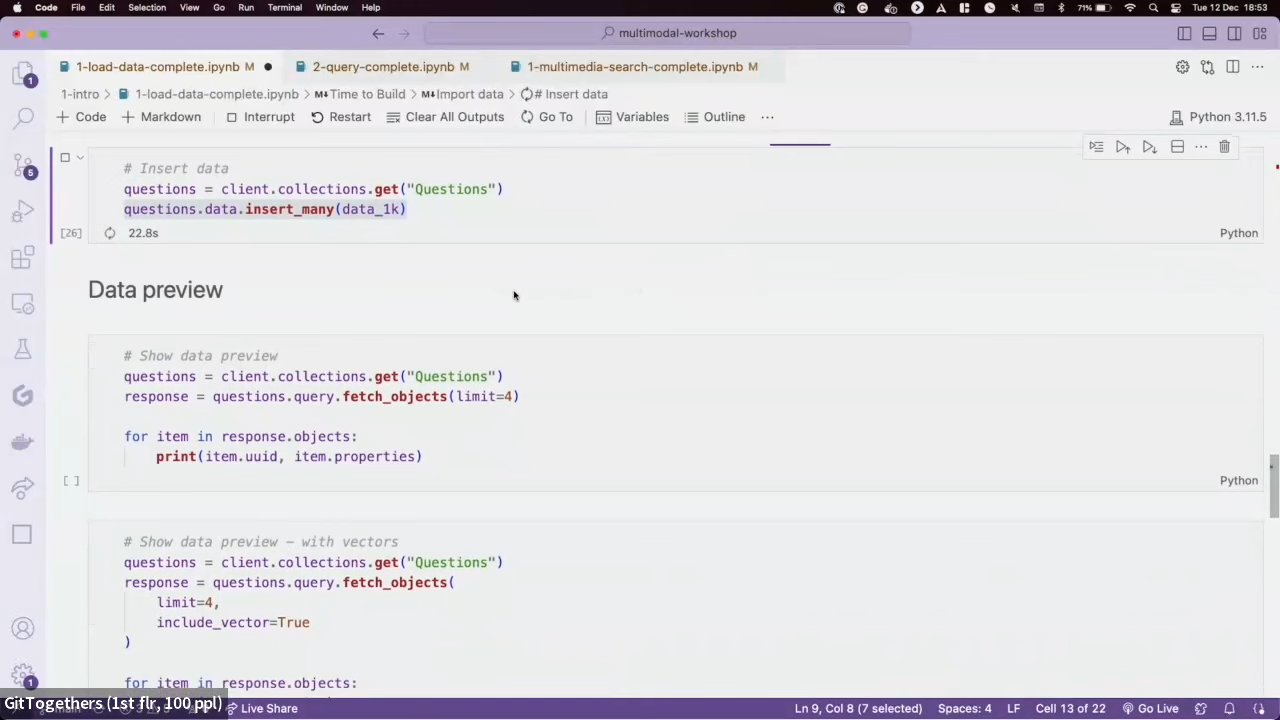 Code File Edit Selection View Go Run Terminal Window Help 71% Tue 12 Dec 18:53
multimodal-workshop
1-load-data-complete.ipynb M 2-query-complete.ipynb M 1-multimedia-search-complete.ipynb M
1-intro > 1-load-data-complete.ipynb > M↓Time to Build > M↓Import data > # Insert data
+ Code + Markdown Interrupt Restart Clear All Outputs Go To Variables Outline ... Python 3.11.5
# Insert data
questions = client.collections.get("Questions")
questions.data.insert_many(data_1k)
[26] 22.8s Python
Data preview
# Show data preview
questions = client.collections.get("Questions")
response = questions.query.fetch_objects(limit=4)
for item in response.objects:
print(item.uuid, item.properties)
[ ] Python
# Show data preview – with vectors
questions = client.collections.get("Questions")
response = questions.query.fetch_objects(
limit=4,
include_vector=True
)
for item in response.objects:
1
5
1
GitTogethers (1st flr, 100 ppl)
Live Share Ln 9, Col 8 (7 selected) Spaces: 4 LF Cell 13 of 22 Go Live